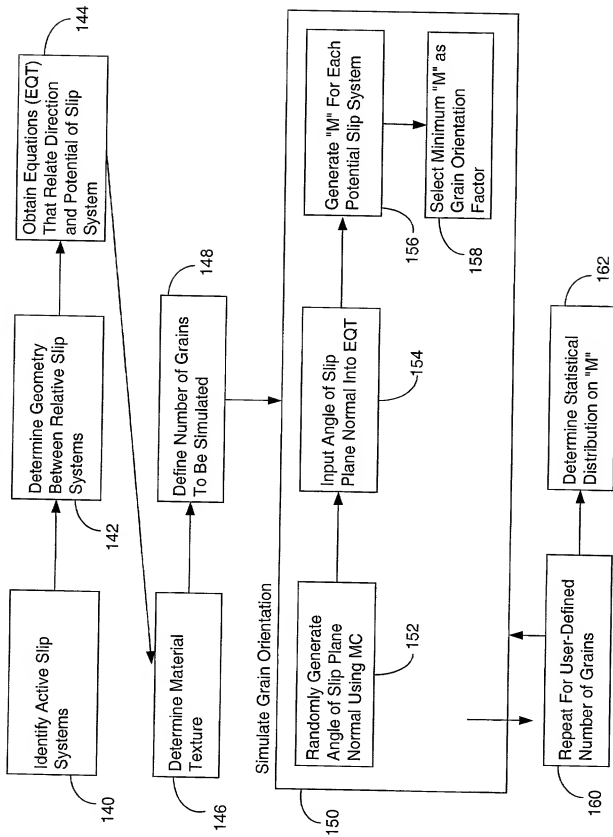 Identify Active Slip
Systems
140
Determine Geometry
Between Relative Slip
Systems
142
Obtain Equations (EQT)
That Relate Direction
and Potential of Slip
System
144
Determine Material
Texture
146
Define Number of Grains
To Be Simulated
148
Simulate Grain Orientation
150
Randomly Generate
Angle of Slip Plane
Normal Using MC
152
Input Angle of Slip
Plane Normal Into EQT
154
Generate "M" For Each
Potential Slip System
156
Select Minimum "M" as
Grain Orientation
Factor
158
Repeat For User-Defined
Number of Grains
160
Determine Statistical
Distribution on "M"
162